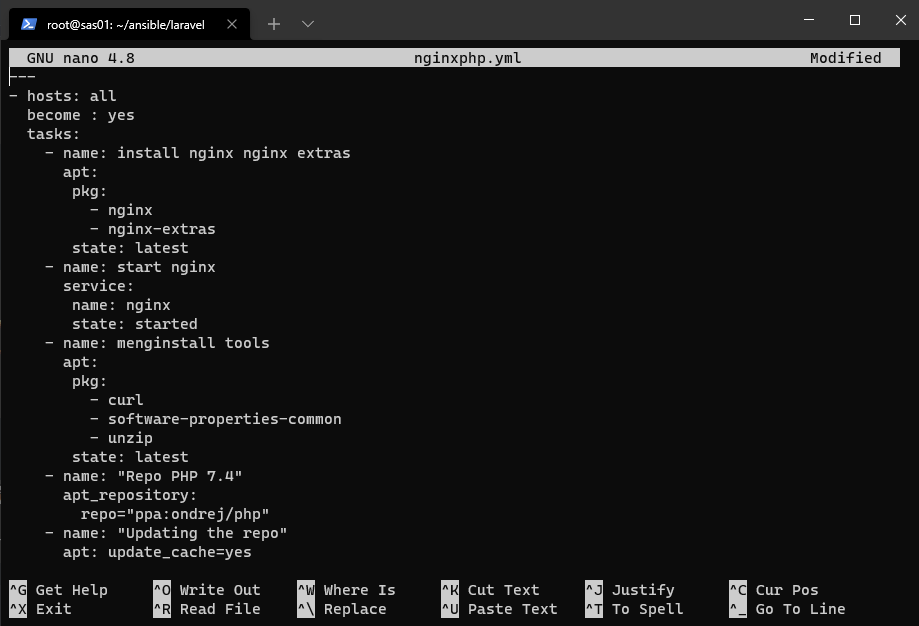 root@sas01: ~/ansible/laravel
GNU nano 4.8 nginxphp.yml Modified
---
- hosts: all
  become : yes
  tasks:
    - name: install nginx nginx extras
      apt:
       pkg:
         - nginx
         - nginx-extras
       state: latest
    - name: start nginx
      service:
       name: nginx
       state: started
    - name: menginstall tools
      apt:
       pkg:
         - curl
         - software-properties-common
         - unzip
       state: latest
    - name: "Repo PHP 7.4"
      apt_repository:
        repo="ppa:ondrej/php"
    - name: "Updating the repo"
      apt: update_cache=yes
^G Get Help ^O Write Out ^W Where Is ^K Cut Text ^J Justify ^C Cur Pos
^X Exit ^R Read File ^\ Replace ^U Paste Text ^T To Spell ^_ Go To Line